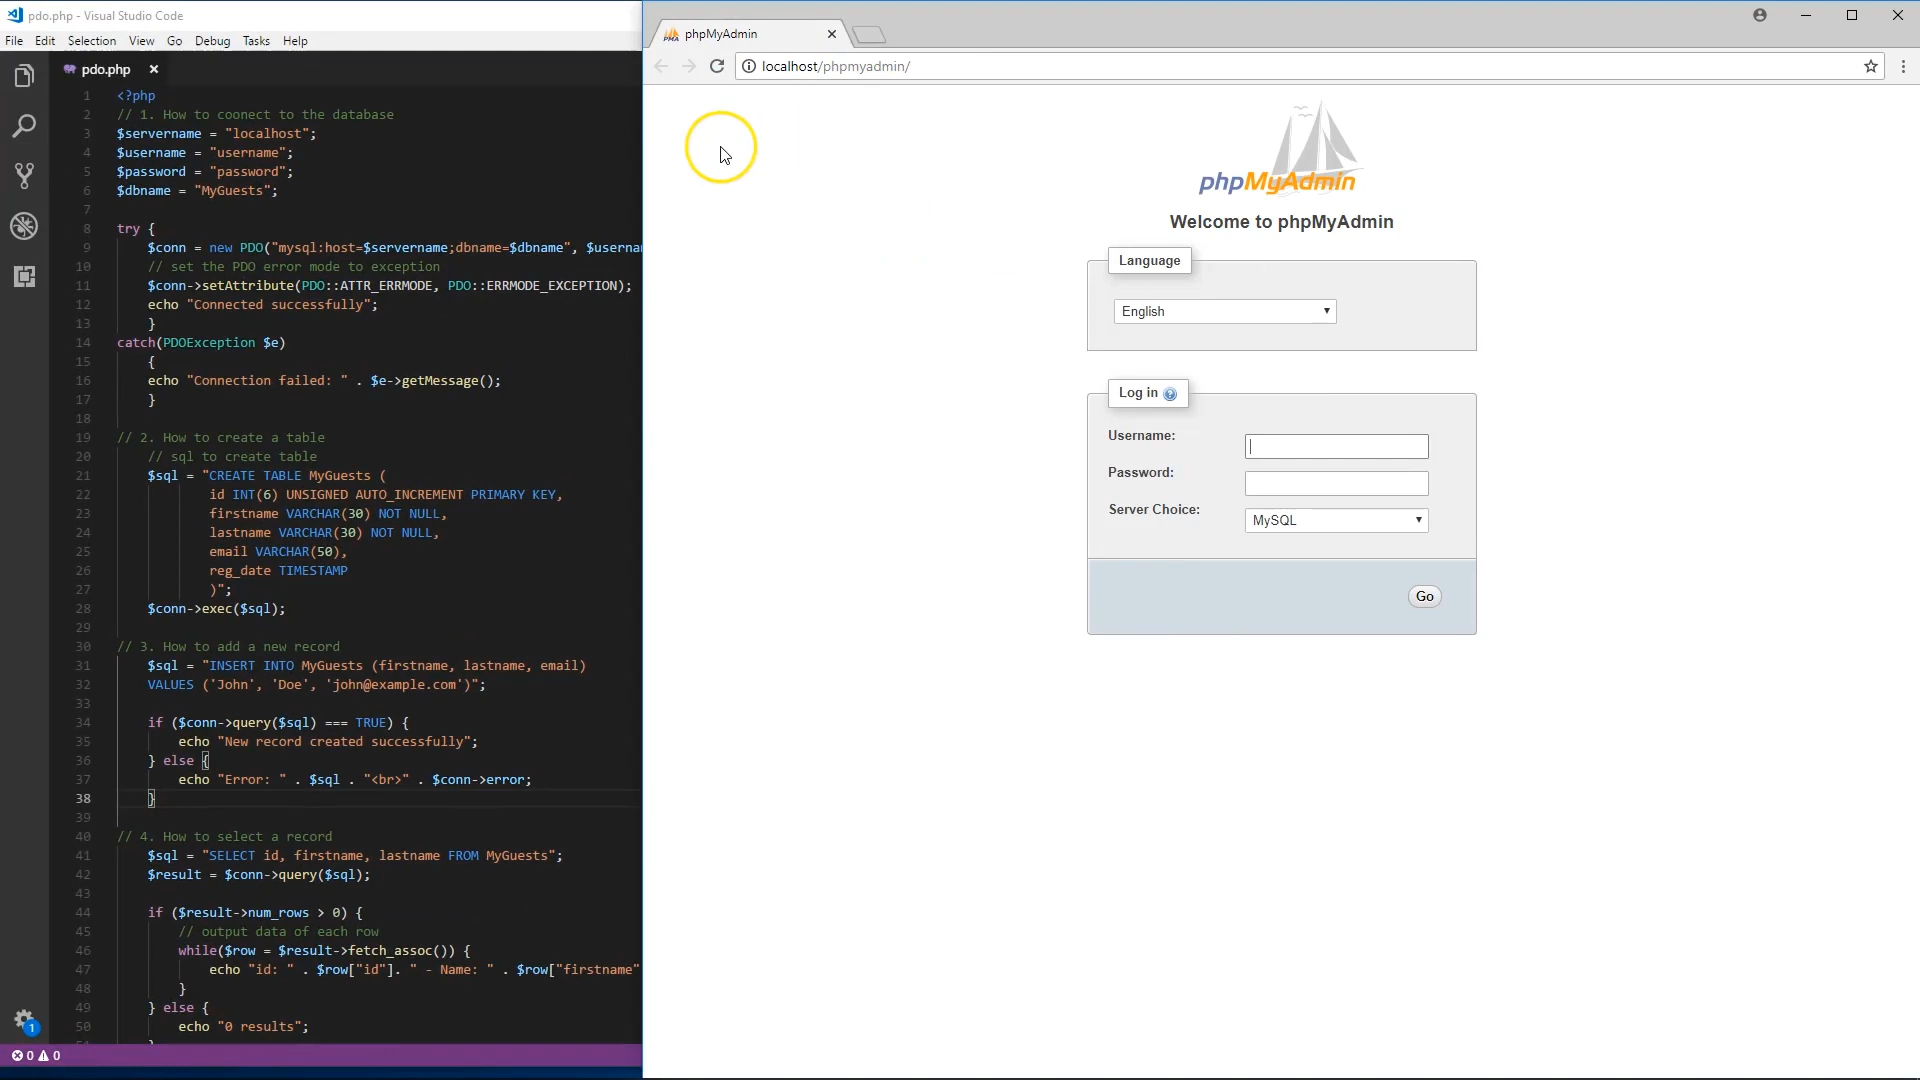 pdo.php - Visual Studio Code
File Edit Selection View Go Debug Tasks Help
pdo.php
1 <?php
2 // 1. How to coonect to the database
3 $servername = "localhost";
4 $username = "username";
5 $password = "password";
6 $dbname = "MyGuests";
7
8 try {
9 $conn = new PDO("mysql:host=$servername;dbname=$dbname", $userna
10 // set the PDO error mode to exception
11 $conn->setAttribute(PDO::ATTR_ERRMODE, PDO::ERRMODE_EXCEPTION);
12 echo "Connected successfully";
13 }
14 catch(PDOException $e)
15 {
16 echo "Connection failed: " . $e->getMessage();
17 }
18
19 // 2. How to create a table
20 // sql to create table
21 $sql = "CREATE TABLE MyGuests (
22 id INT(6) UNSIGNED AUTO_INCREMENT PRIMARY KEY,
23 firstname VARCHAR(30) NOT NULL,
24 lastname VARCHAR(30) NOT NULL,
25 email VARCHAR(50),
26 reg_date TIMESTAMP
27 )";
28 $conn->exec($sql);
29
30 // 3. How to add a new record
31 $sql = "INSERT INTO MyGuests (firstname, lastname, email)
32 VALUES ('John', 'Doe', 'john@example.com')";
33
34 if ($conn->query($sql) === TRUE) {
35 echo "New record created successfully";
36 } else {
37 echo "Error: " . $sql . "<br>" . $conn->error;
38 }
39
40 // 4. How to select a record
41 $sql = "SELECT id, firstname, lastname FROM MyGuests";
42 $result = $conn->query($sql);
43
44 if ($result->num_rows > 0) {
45 // output data of each row
46 while($row = $result->fetch_assoc()) {
47 echo "id: " . $row["id"]. " - Name: " . $row["firstname"
48 }
49 } else {
50 echo "0 results";
1
0 0
phpMyAdmin
localhost/phpmyadmin/
phpMyAdmin
Welcome to phpMyAdmin
Language
English
Log in
Username:
Password:
Server Choice: MySQL
Go